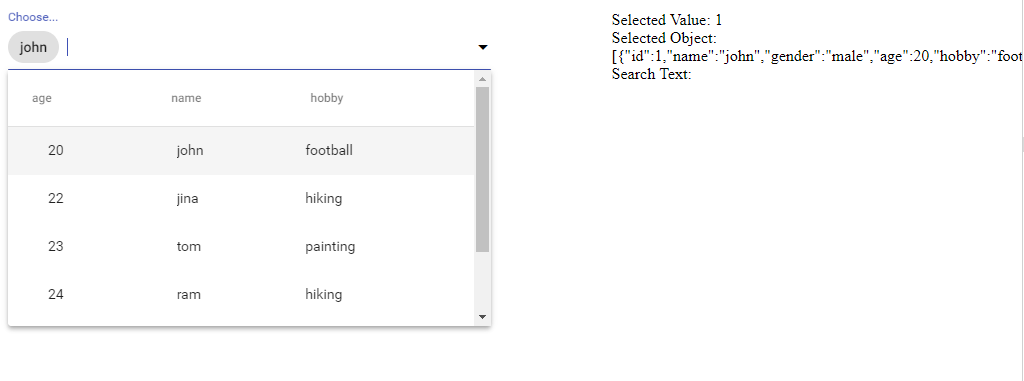 Choose...
john
age name hobby
20 john football
22 jina hiking
23 tom painting
24 ram hiking
Selected Value: 1
Selected Object:
[{"id":1,"name":"john","gender":"male","age":20,"hobby":"foot
Search Text: